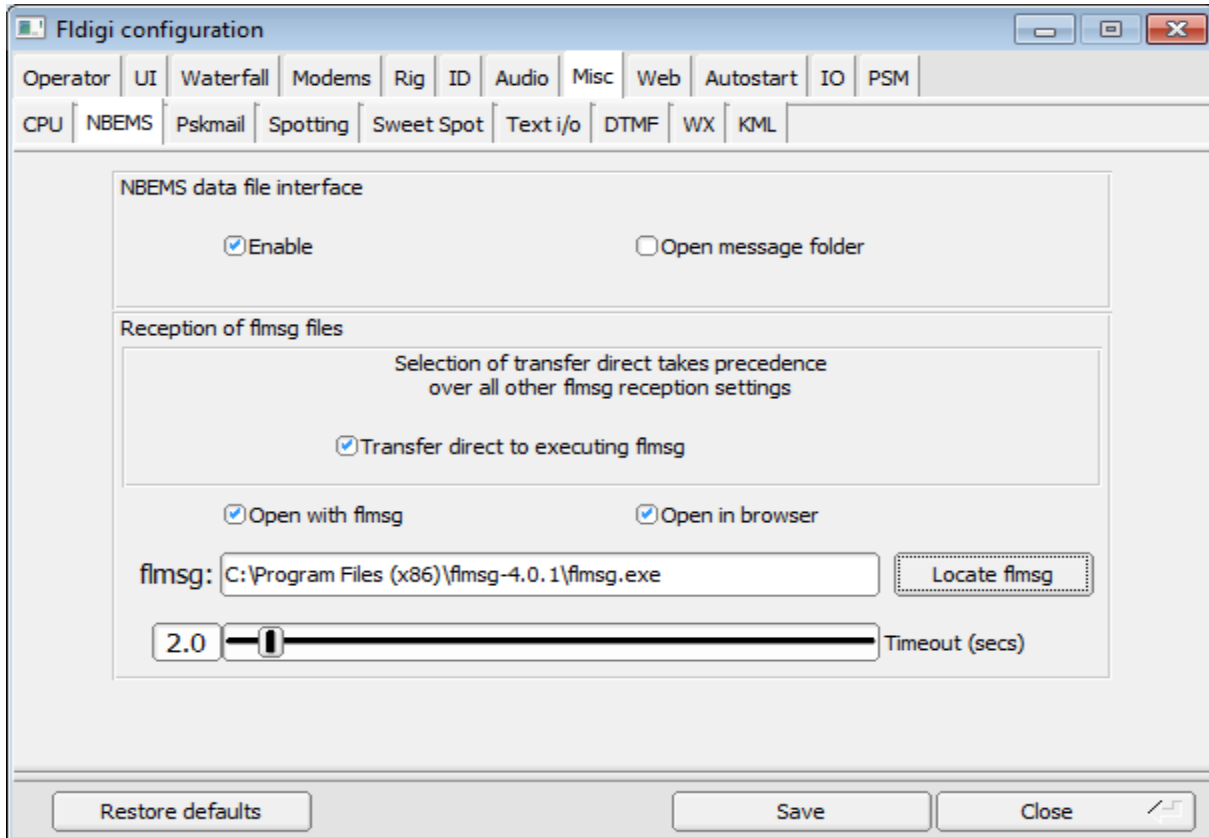 Fldigi configuration
Operator UI Waterfall Modems Rig ID Audio Misc Web Autostart IO PSM
CPU NBEMS Pskmail Spotting Sweet Spot Text i/o DTMF WX KML
NBEMS data file interface
Enable Open message folder
Reception of flmsg files
Selection of transfer direct takes precedence
over all other flmsg reception settings
Transfer direct to executing flmsg
Open with flmsg Open in browser
flmsg: C:\Program Files (x86)\flmsg-4.0.1\flmsg.exe Locate flmsg
2.0 Timeout (secs)
Restore defaults Save Close